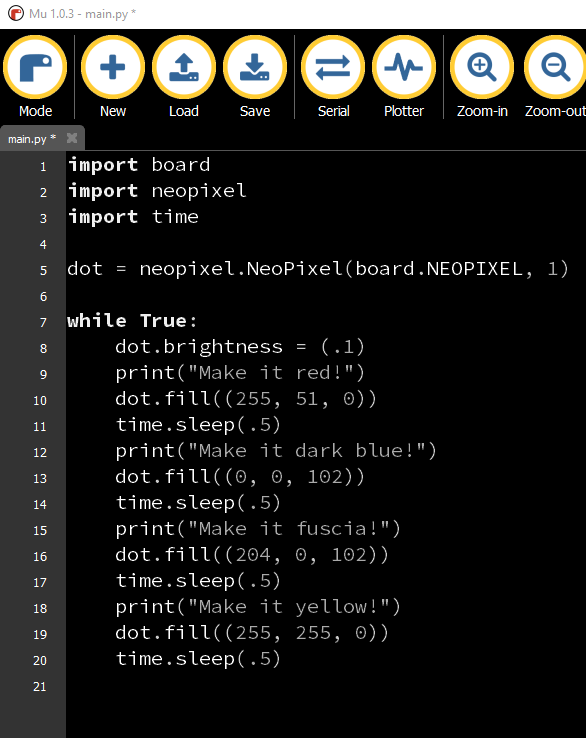 Mu 1.0.3 - main.py *
Mode New Load Save Serial Plotter Zoom-in Zoom-out
main.py *
1 import board
2 import neopixel
3 import time
4
5 dot = neopixel.NeoPixel(board.NEOPIXEL, 1)
6
7 while True:
8     dot.brightness = (.1)
9     print("Make it red!")
10     dot.fill((255, 51, 0))
11     time.sleep(.5)
12     print("Make it dark blue!")
13     dot.fill((0, 0, 102))
14     time.sleep(.5)
15     print("Make it fuscia!")
16     dot.fill((204, 0, 102))
17     time.sleep(.5)
18     print("Make it yellow!")
19     dot.fill((255, 255, 0))
20     time.sleep(.5)
21